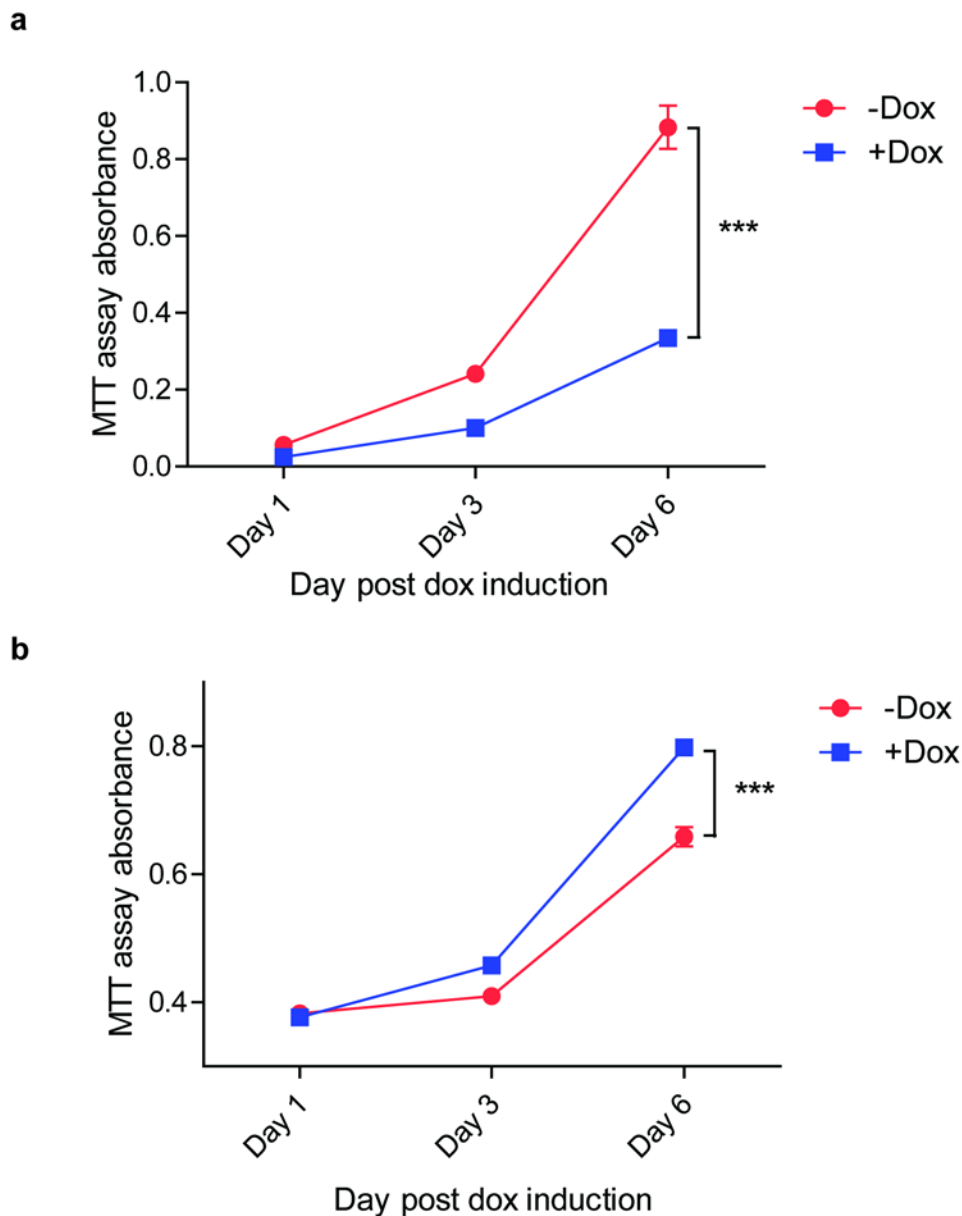 a
1.0
0.8
0.6
0.4
0.2
0.0
MTT assay absorbance
-Dox
+Dox
***
Day 1
Day 3
Day 6
Day post dox induction
b
0.8
0.6
0.4
MTT assay absorbance
-Dox
+Dox
***
Day 1
Day 3
Day 6
Day post dox induction